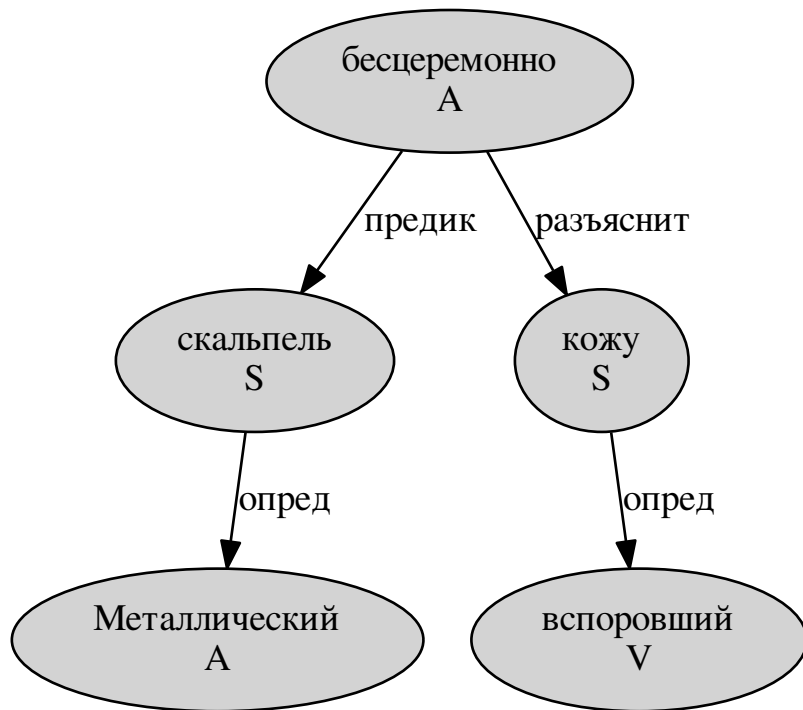 бесцеремонно
A
предик
разъяснит
скальпель
S
кожу
S
опред
опред
Металлический
A
вспоровший
V